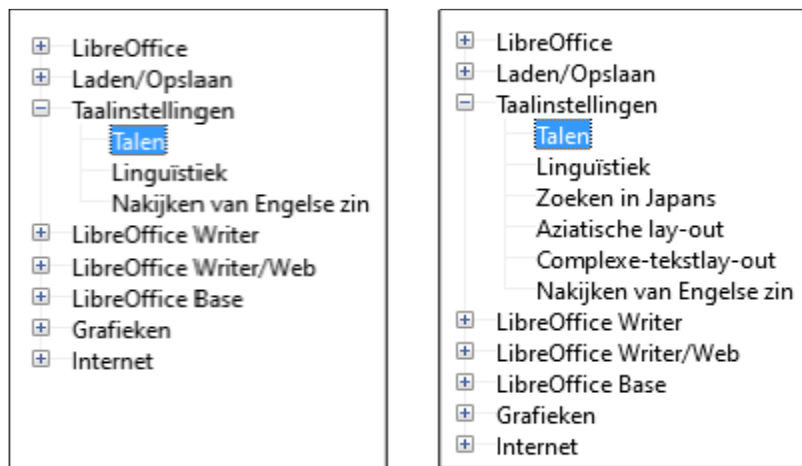 LibreOffice
Laden/Opslaan
Taalinstellingen
Talen
Linguïstiek
Nakijken van Engelse zin
LibreOffice Writer
LibreOffice Writer/Web
LibreOffice Base
Grafieken
Internet
LibreOffice
Laden/Opslaan
Taalinstellingen
Talen
Linguïstiek
Zoeken in Japans
Aziatische lay-out
Complexe-tekstlay-out
Nakijken van Engelse zin
LibreOffice Writer
LibreOffice Writer/Web
LibreOffice Base
Grafieken
Internet